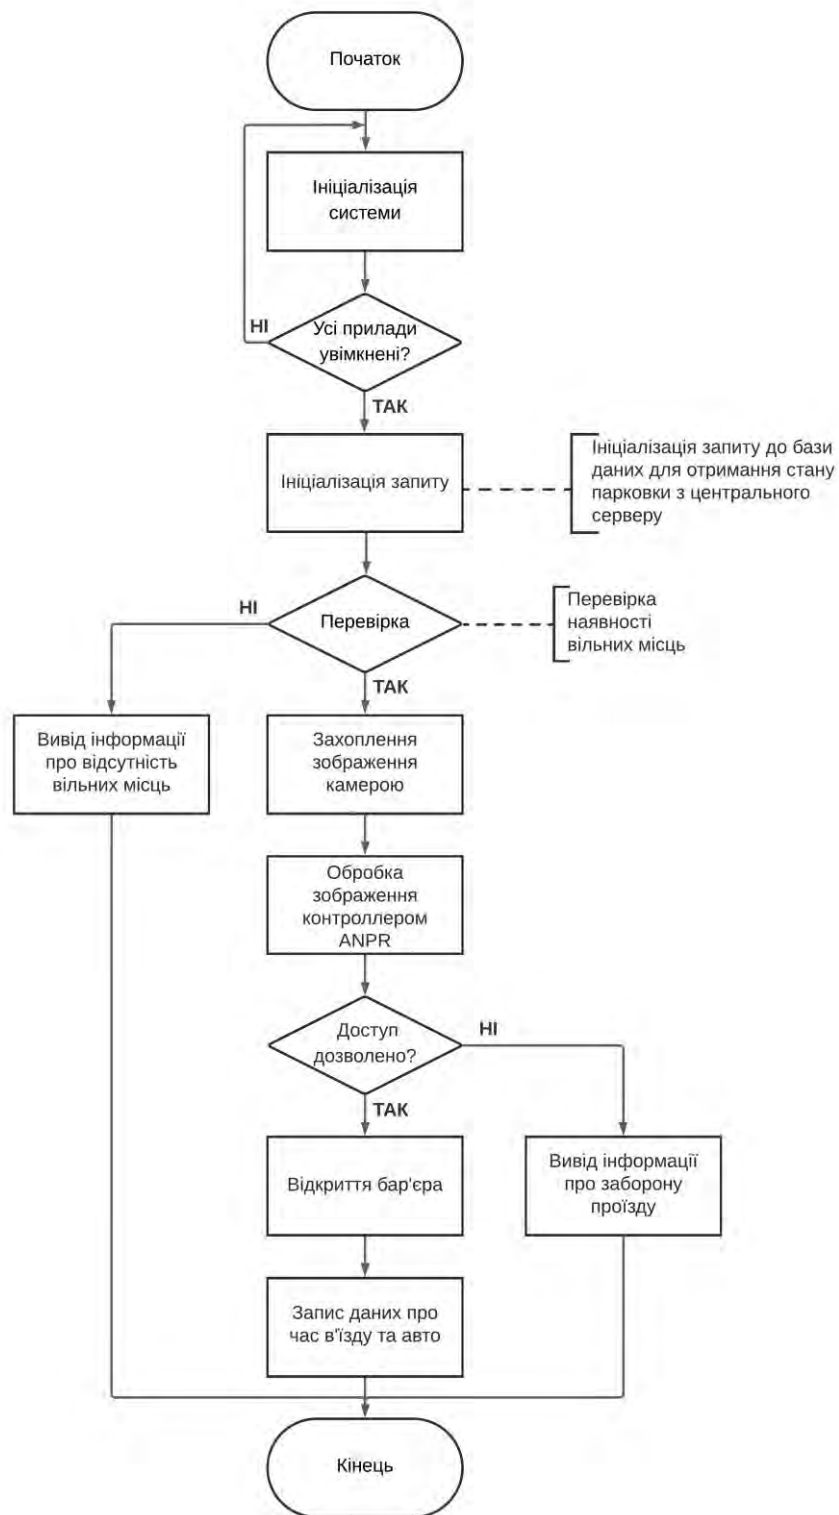 Початок
Ініціалізація
системи
НІ
Усі прилади
увімкнені?
ТАК
Ініціалізація запиту
Ініціалізація запиту до бази
даних для отримання стану
парковки з центрального
серверу
НІ
Перевірка
Перевірка
наявності
вільних місць
ТАК
Вивід інформації
про відсутність
вільних місць
Захоплення
зображення
камерою
Обробка
зображення
контроллером
ANPR
Доступ
дозволено?
НІ
ТАК
Відкриття бар'єра
Вивід інформації
про заборону
проїзду
Запис даних про
час в'їзду та авто
Кінець